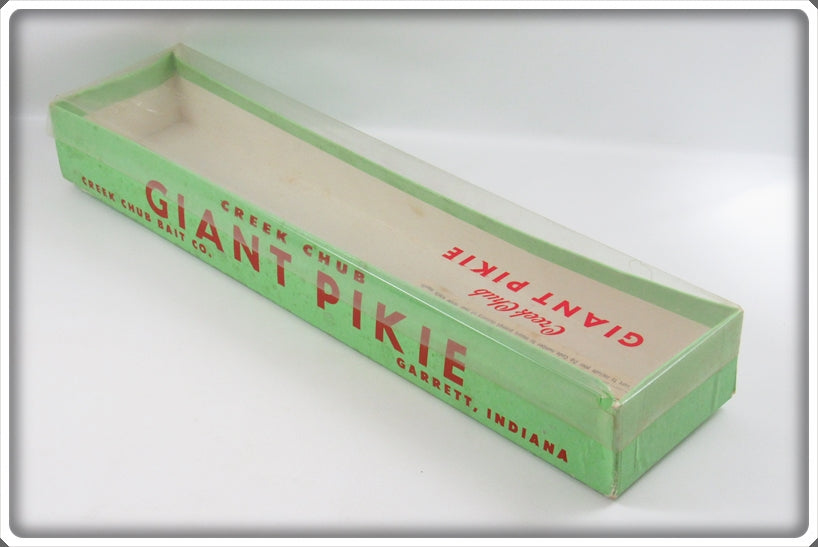 CREEK CHUB
GIANT PIKIE
CREEK CHUB BAIT CO.
GARRETT, INDIANA
Creek Chub
GIANT PIKIE